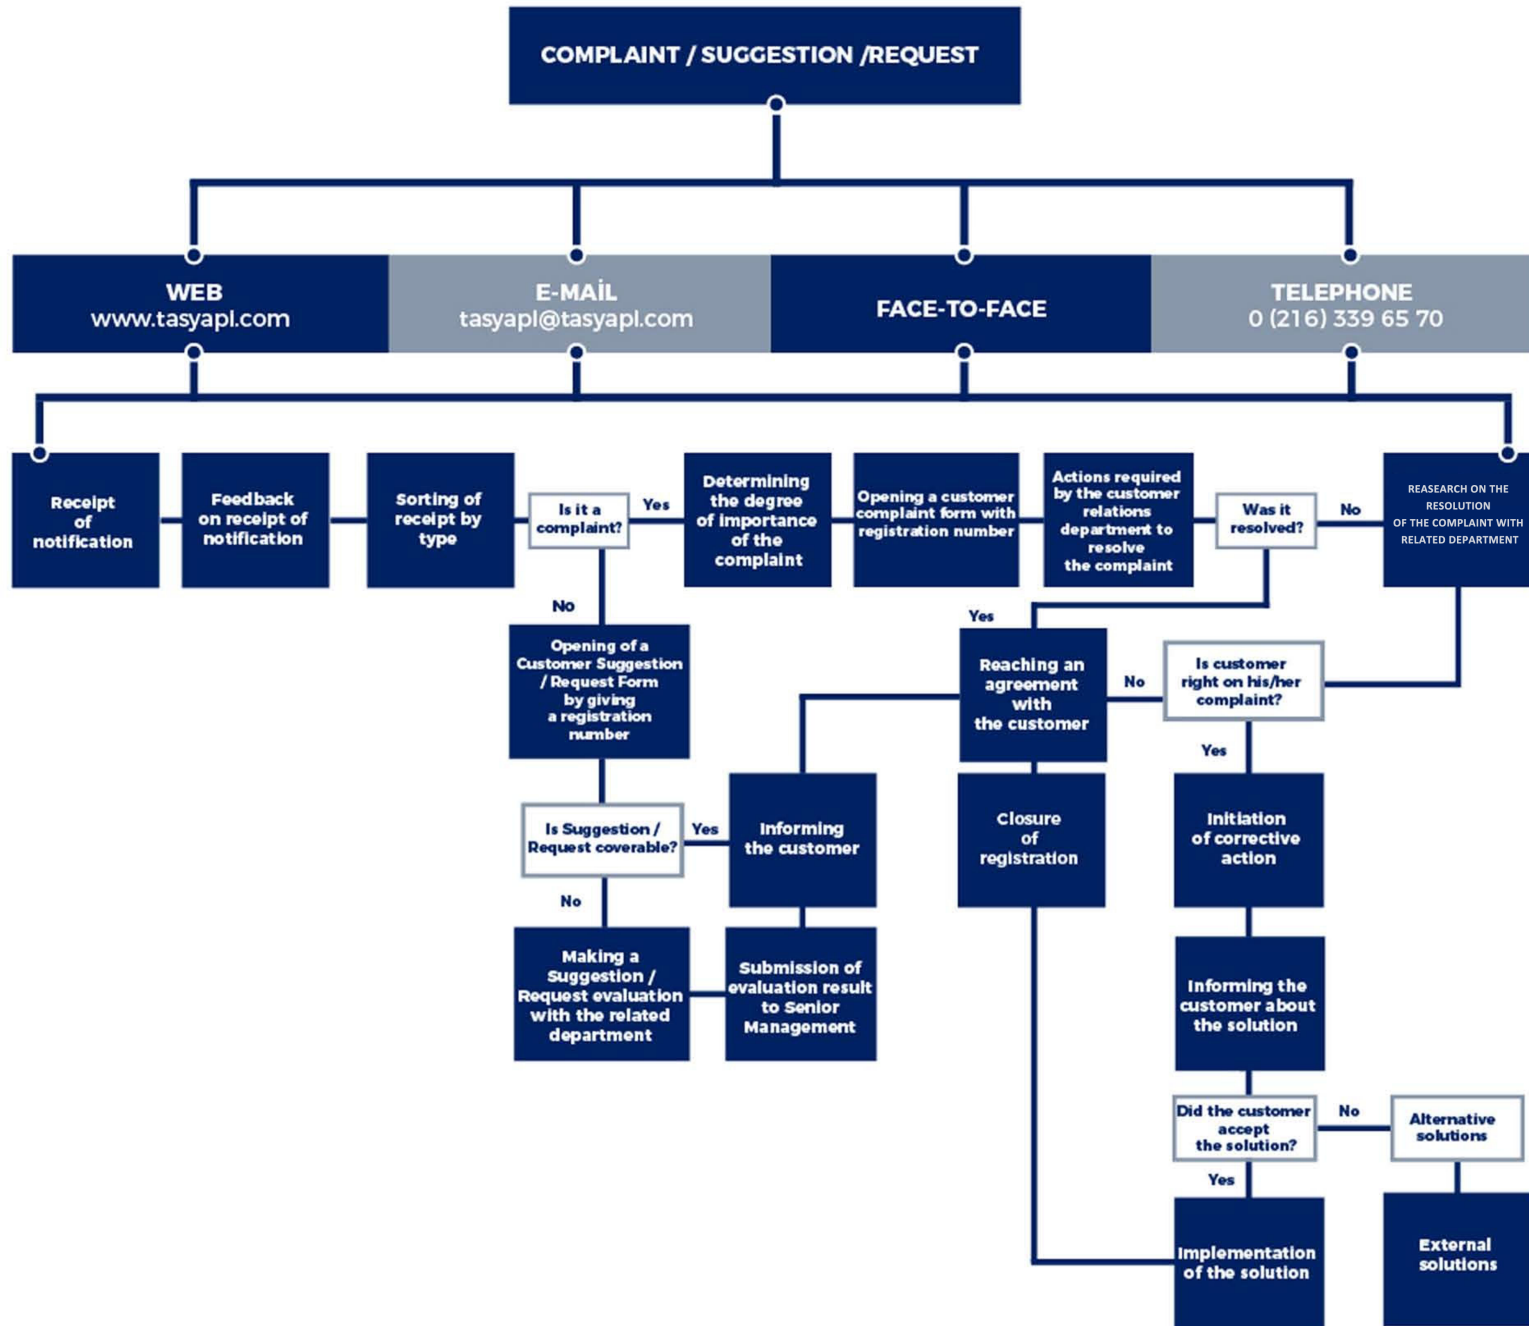 COMPLAINT / SUGGESTION /REQUEST
WEB
www.tasyapl.com
E-MAİL
tasyapl@tasyapl.com
FACE-TO-FACE
TELEPHONE
0 (216) 339 65 70
Receipt
of
notification
Feedback
on receipt of
notification
Sorting of
receipt by
type
Is it a
complaint?
Yes
Determining
the degree
of importance
of the
complaint
Opening a customer
complaint form with
registration number
Actions required
by the customer
relations
department to
resolve
the complaint
Was it
resolved?
No
REASEARCH ON THE
RESOLUTION
OF THE COMPLAINT WITH
RELATED DEPARTMENT
No
Opening of a
Customer Suggestion
/ Request Form
by giving
a registration
number
Yes
Reaching an
agreement
with
the customer
No
Is customer
right on his/her
complaint?
Yes
Is Suggestion /
Request coverable?
Yes
Informing
the customer
Closure
of
registration
Initiation
of corrective
action
No
Making a
Suggestion /
Request evaluation
with the related
department
Submission of
evaluation result
to Senior
Management
Informing the
customer about
the solution
Did the customer
accept
the solution?
No
Alternative
solutions
Yes
Implementation
of the solution
External
solutions